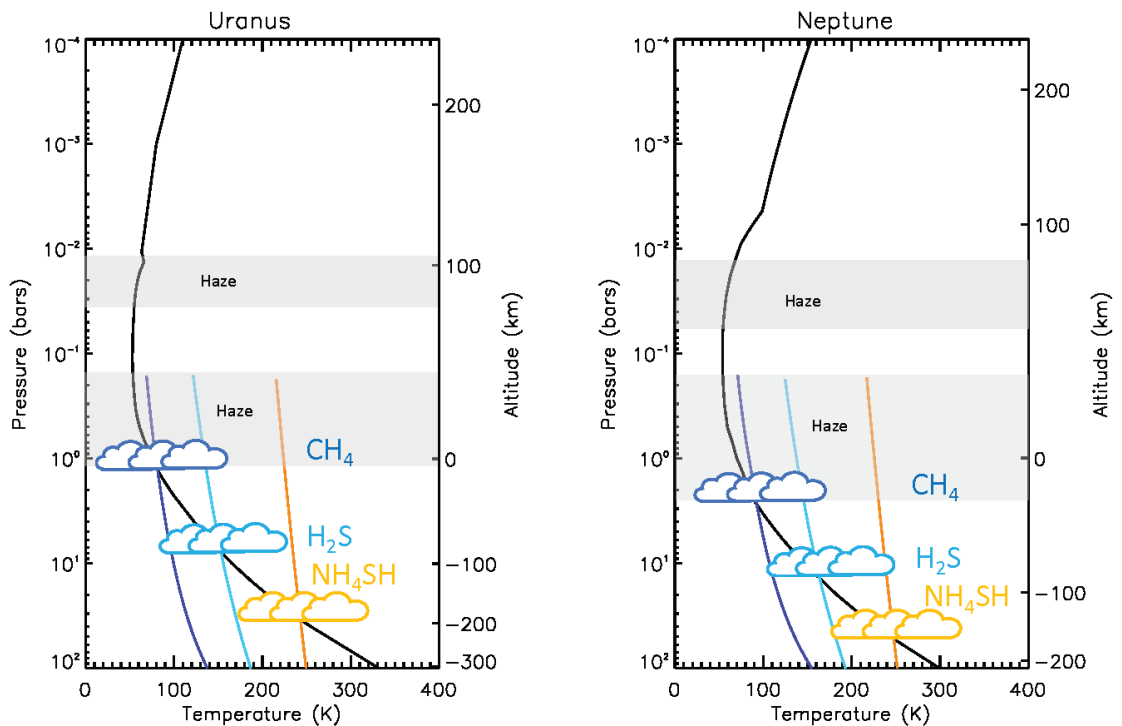 Uranus
10⁻⁴
10⁻³
10⁻²
10⁻¹
10⁰
10¹
10²
Pressure (bars)
0
100
200
300
400
Temperature (K)
200
100
0
−100
−200
−300
Altitude (km)
Haze
Haze
CH₄
H₂S
NH₄SH
Neptune
10⁻⁴
10⁻³
10⁻²
10⁻¹
10⁰
10¹
10²
Pressure (bars)
0
100
200
300
400
Temperature (K)
200
100
0
−100
−200
Altitude (km)
Haze
Haze
CH₄
H₂S
NH₄SH